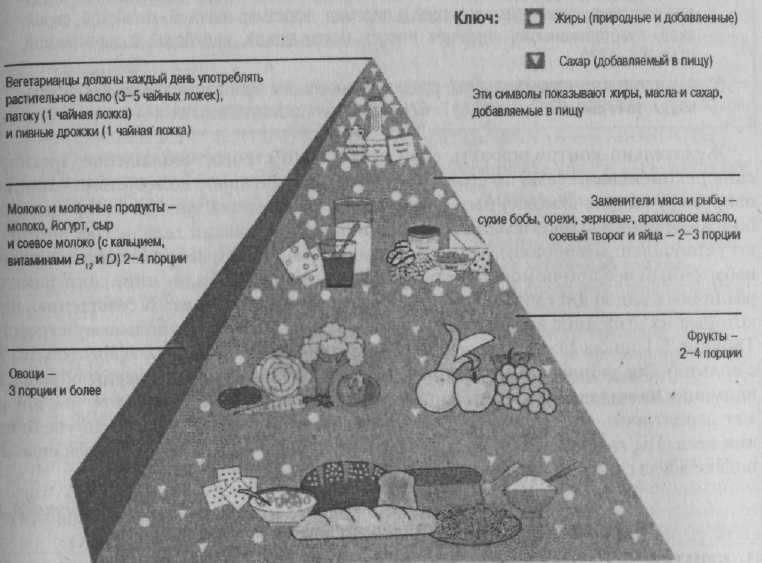 Ключ:
Жиры (природные и добавленные)
Сахар (добавляемый в пищу)
Эти символы показывают жиры, масла и сахар,
добавляемые в пищу
Вегетарианцы должны каждый день употреблять
растительное масло (3–5 чайных ложек),
патоку (1 чайная ложка)
и пивные дрожжи (1 чайная ложка)
Молоко и молочные продукты –
молоко, йогурт, сыр
и соевое молоко (с кальцием,
витаминами B12 и D) 2–4 порции
Заменители мяса и рыбы –
сухие бобы, орехи, зерновые, арахисовое масло,
соевый творог и яйца – 2–3 порции
Овощи –
3 порции и более
Фрукты –
2–4 порции